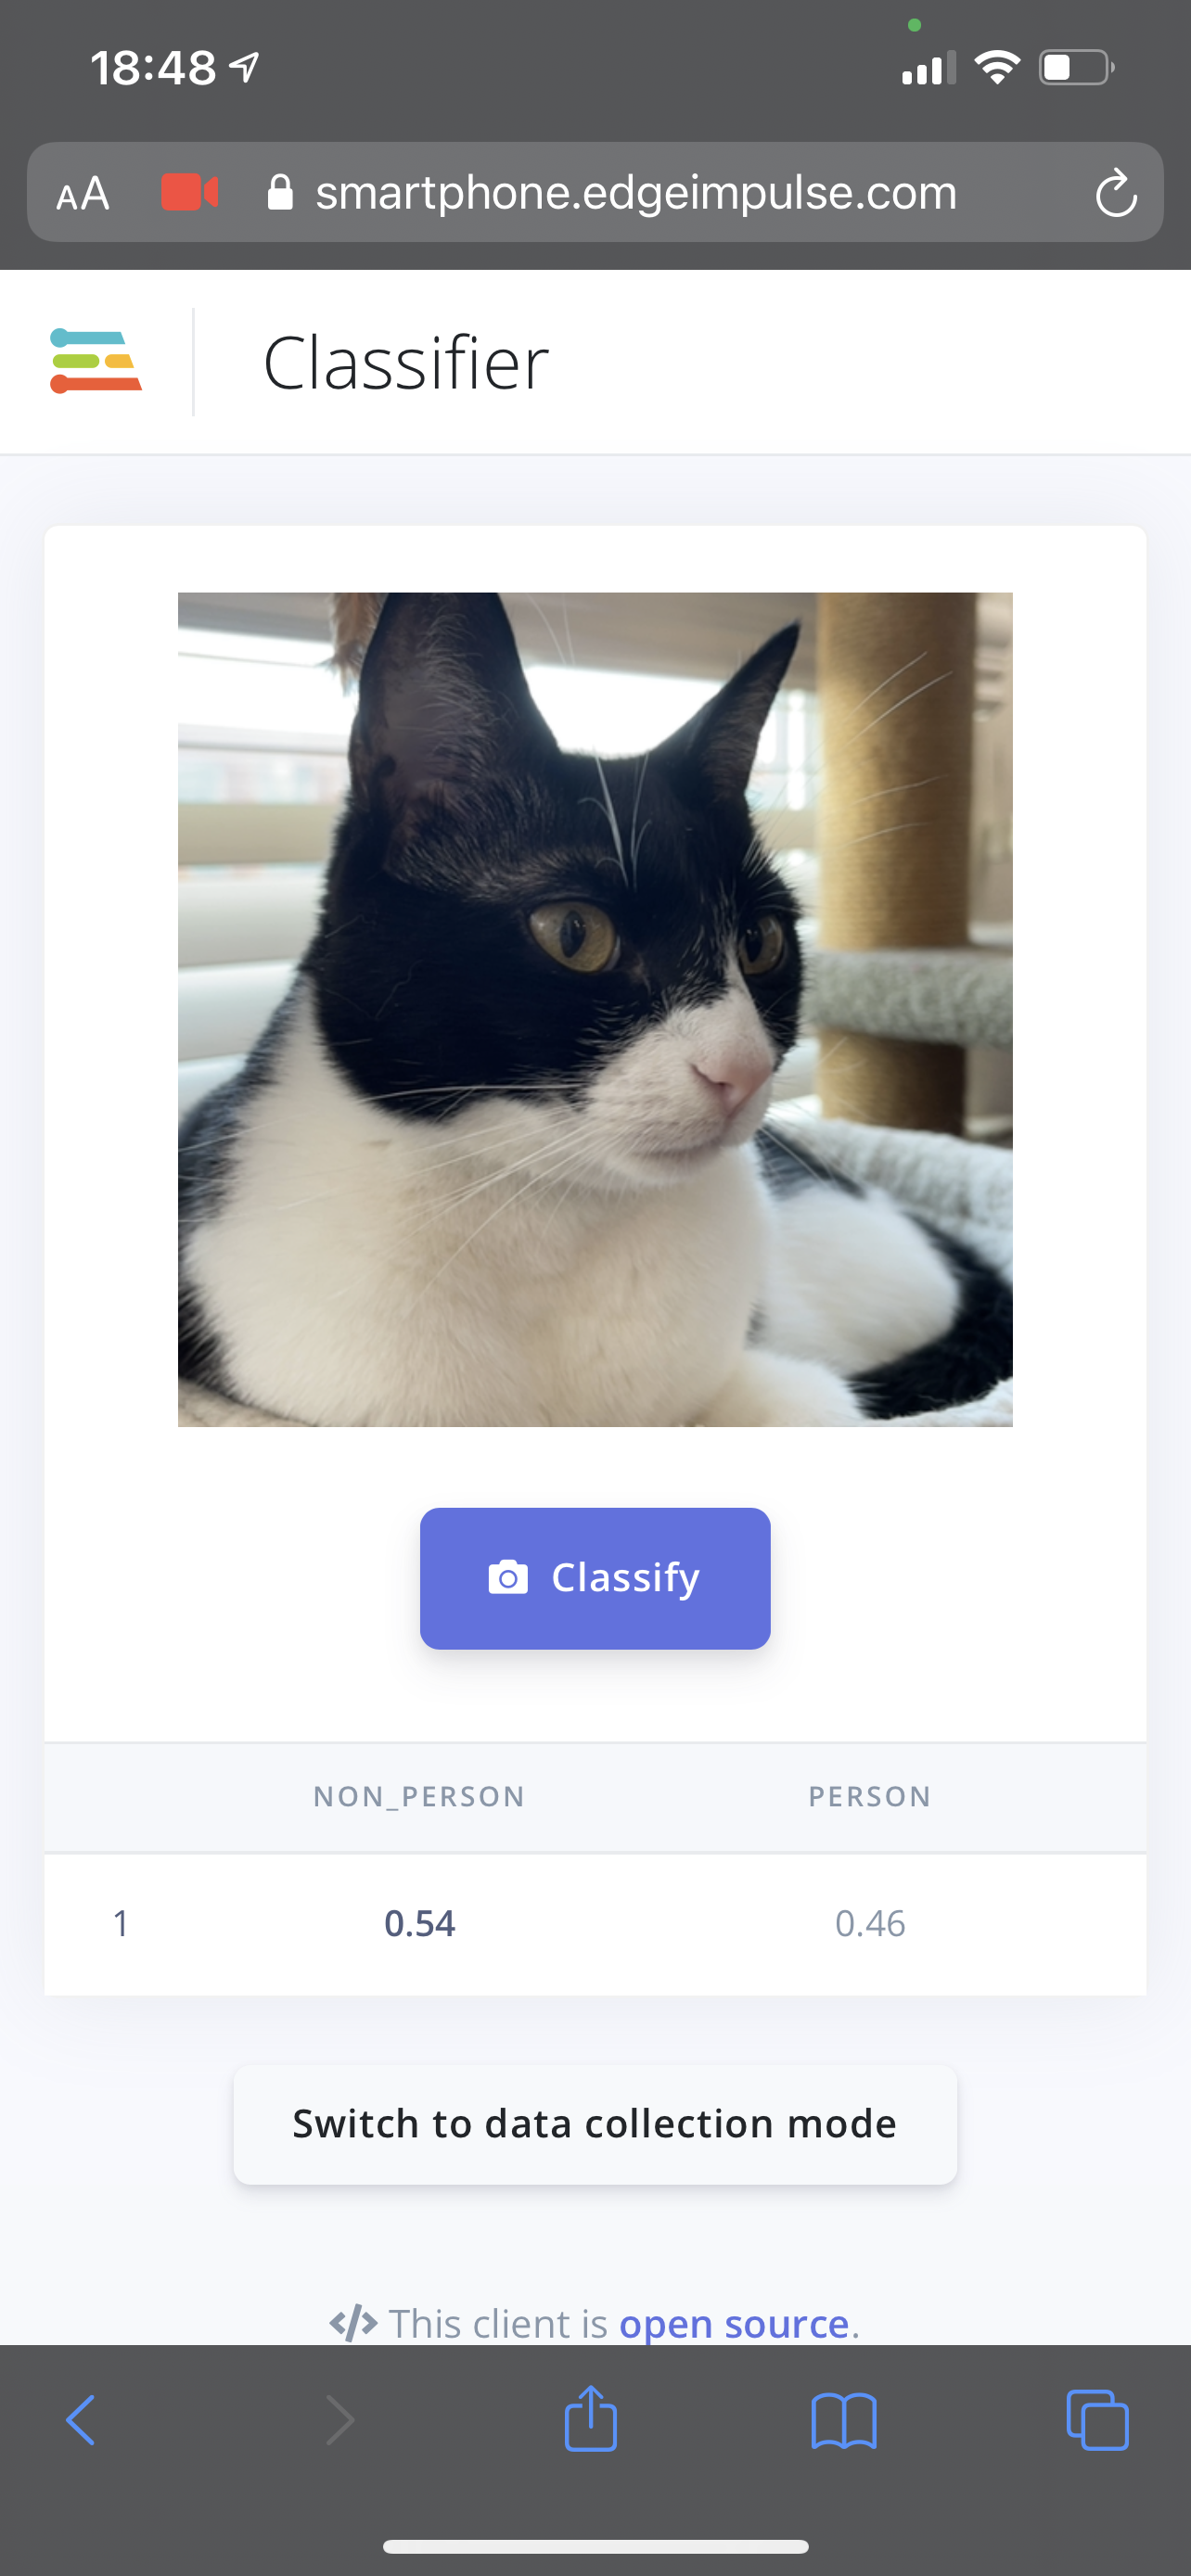 18:48
AA smartphone.edgeimpulse.com
Classifier
Classify
NON_PERSON PERSON
1 0.54 0.46
Switch to data collection mode
</> This client is open source.